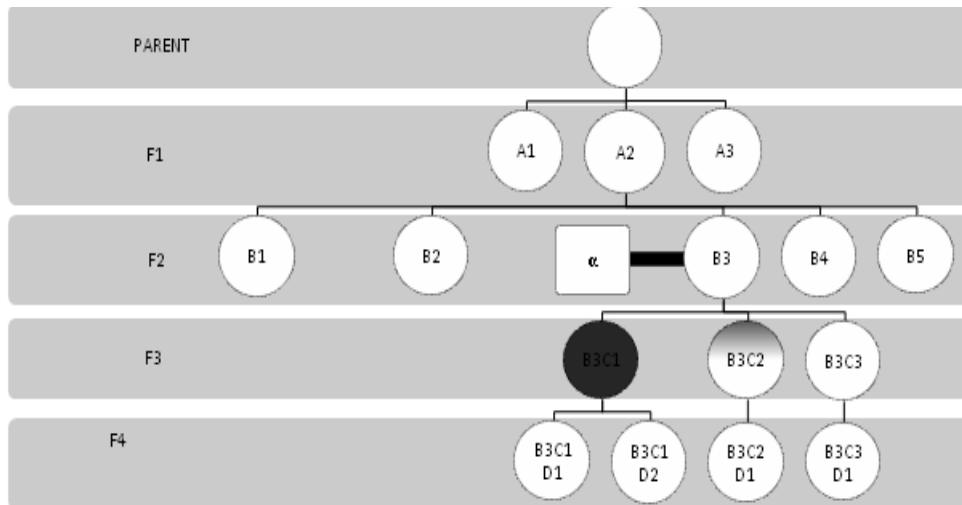 PARENT
F1
A1
A2
A3
F2
B1
B2
α
B3
B4
B5
F3
B3C1
B3C2
B3C3
F4
B3C1
D1
B3C1
D2
B3C2
D1
B3C3
D1